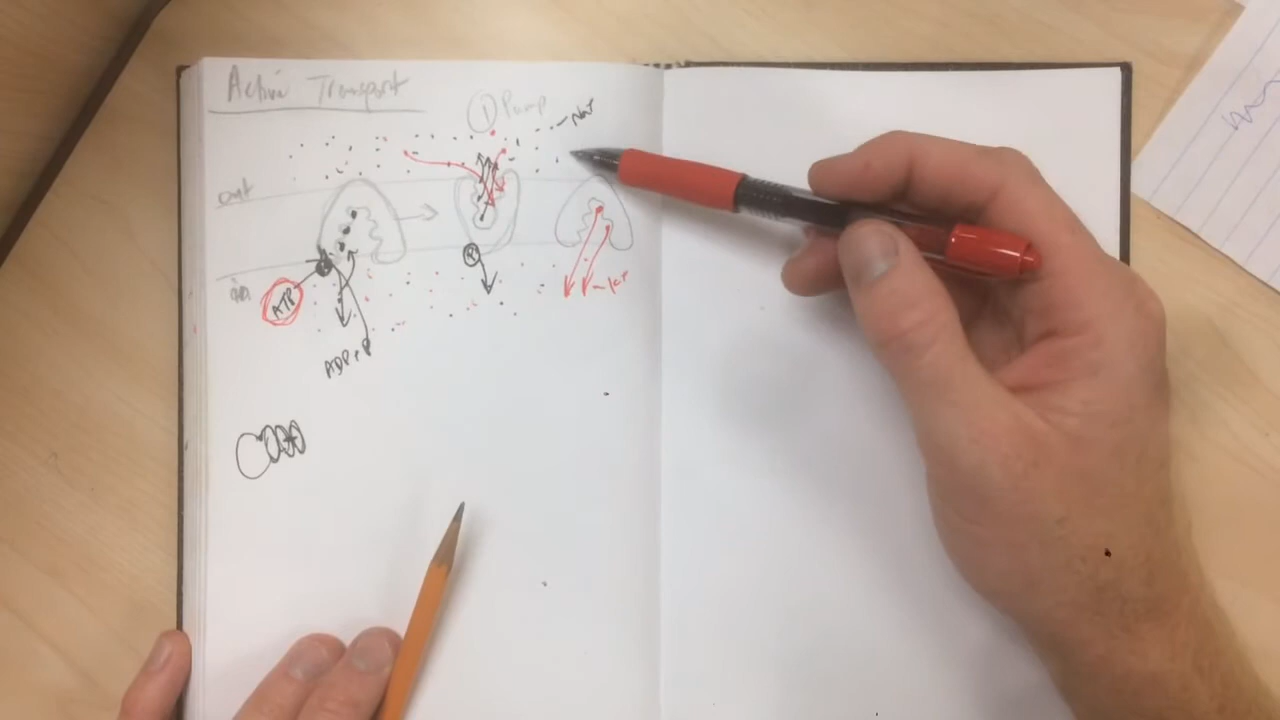 Active Transport
① Pump
Na+
out
in
ATP
P
K+
ADP + P